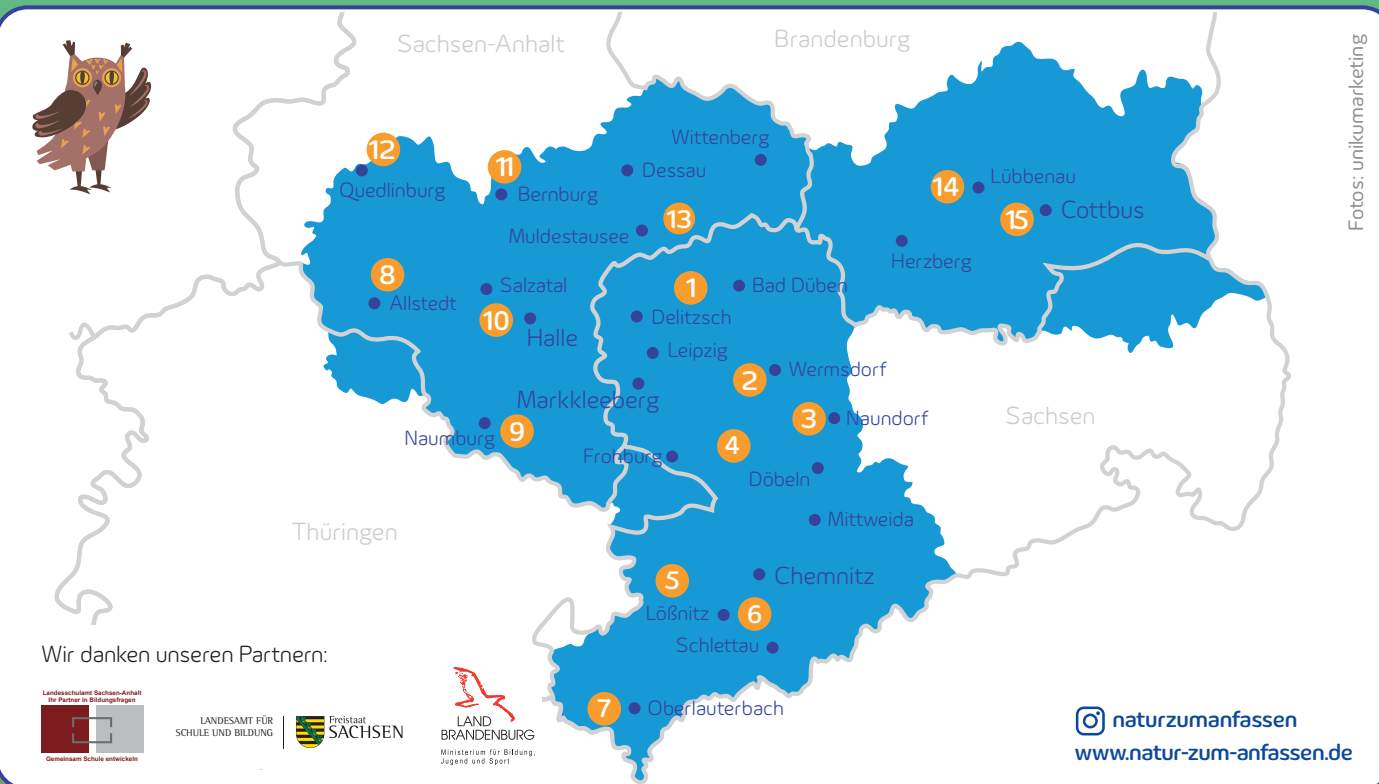 Sachsen-Anhalt
Brandenburg
Fotos: unikumarketing
Wittenberg
12
11
Dessau
Quedlinburg
Bernburg
14
Lübbenau
13
15
Cottbus
Muldestausee
Herzberg
8
Salzatal
1
Bad Düben
Allstedt
10
Halle
Delitzsch
Leipzig
2
Wermsdorf
Markkleeberg
3
Naundorf
Sachsen
Naumburg
9
4
Frohburg
Döbeln
Thüringen
Mittweida
5
Chemnitz
Lößnitz
6
Schlettau
7
Oberlauterbach
Wir danken unseren Partnern:
Landesschulamt Sachsen-Anhalt
Ihr Partner in Bildungsfragen
Gemeinsam Schule entwickeln
LANDESAMT FÜR
SCHULE UND BILDUNG
Freistaat
SACHSEN
LAND
BRANDENBURG
Ministerium für Bildung,
Jugend und Sport
naturzumanfassen
www.natur-zum-anfassen.de